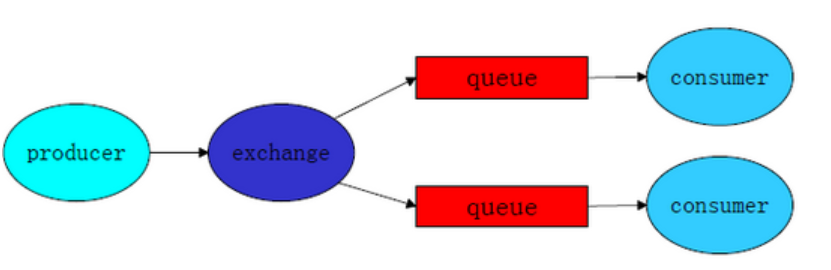 queue
consumer
producer
exchange
queue
consumer